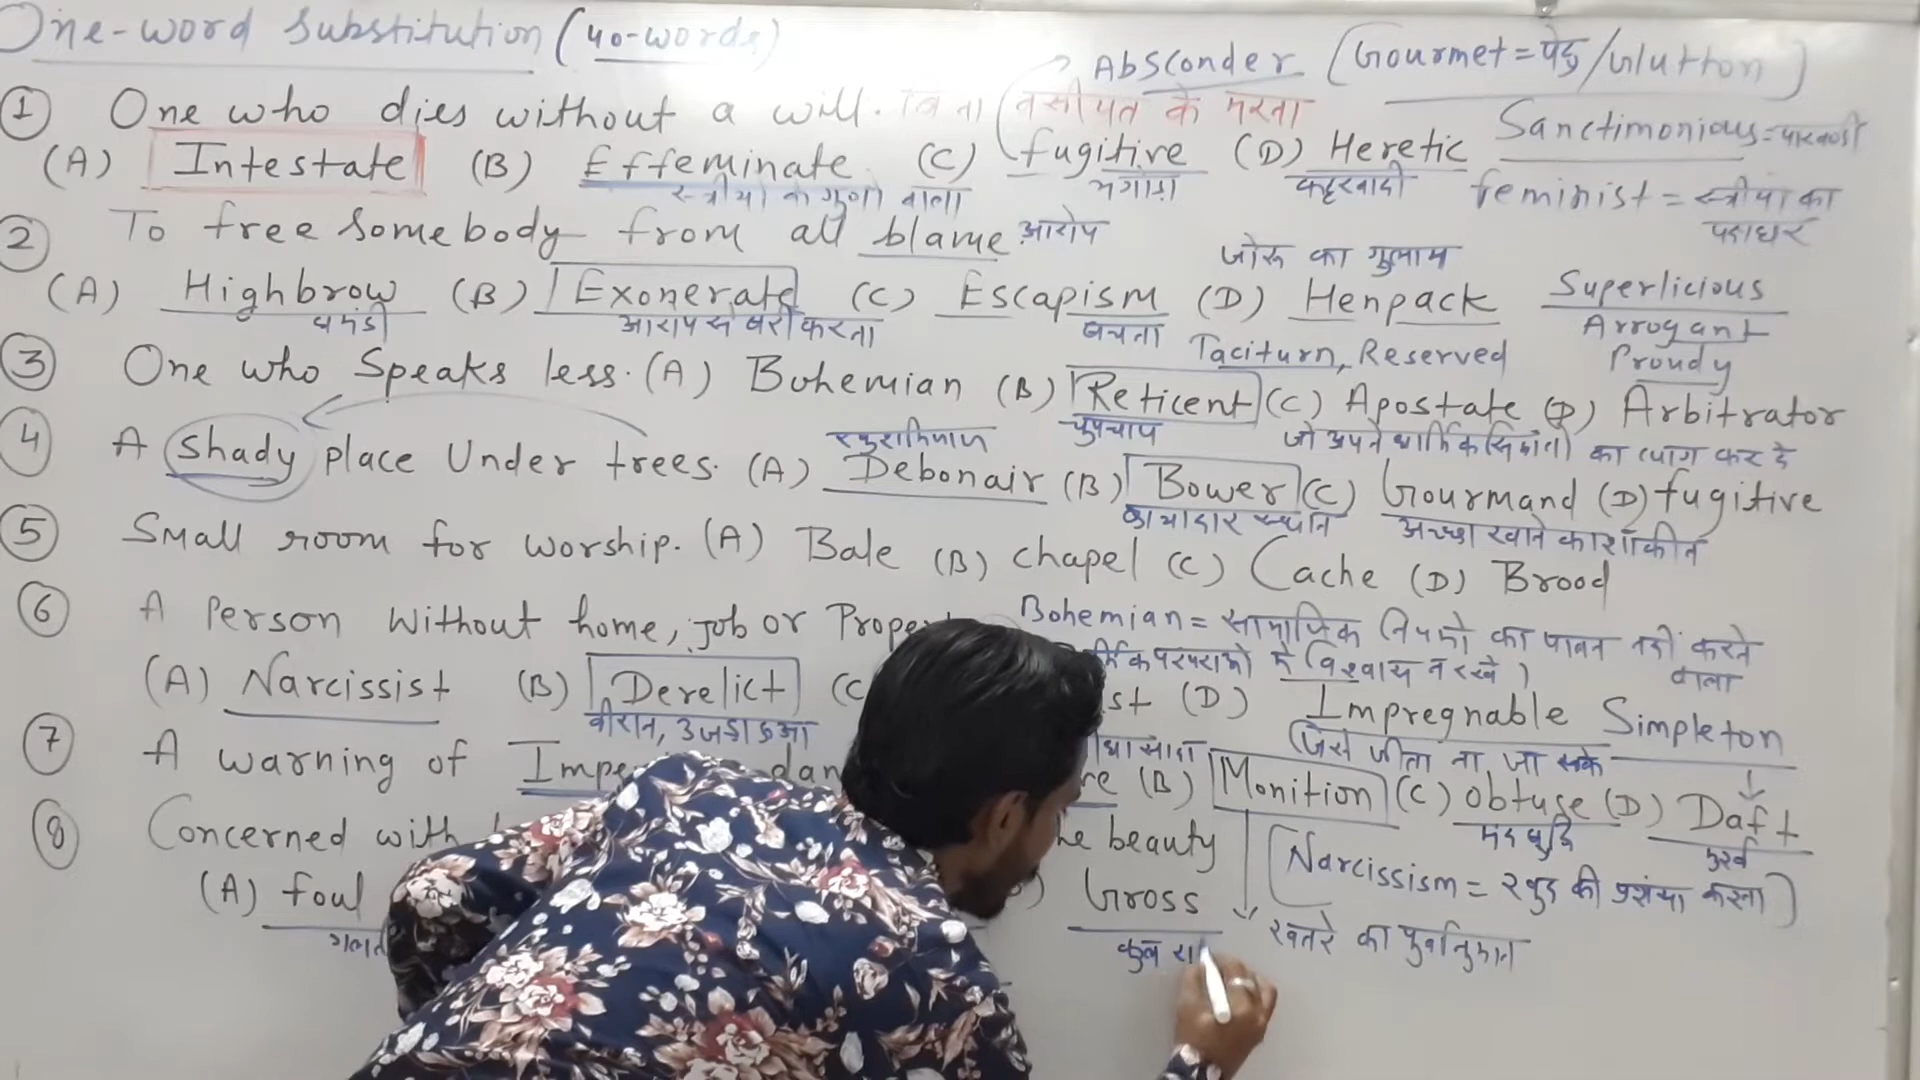 One-word Substitution (40-words)
Absconder (Gourmet = पेटू / Glutton)
① One who dies without a will. बिना वसीयत के मरना
Sanctimonious = पाखण्डी
(A) Intestate (B) Effeminate (C) fugitive (D) Heretic
स्त्रीयो के गुणो वाला भगोड़ा कट्टरवादी
feminist = स्त्रीयो का पक्षधर
② To free somebody from all blame आरोप
जोरू का गुलाम
(A) Highbrow (B) Exonerate (C) Escapism (D) Henpack
Superlicious
घमंडी आरोप से बरी करना बचना
Arrogant
Taciturn, Reserved
Proudy
③ One who speaks less. (A) Bohemian (B) Reticent (C) Apostate (D) Arbitrator
चुपचाप जो अपने धार्मिक सिद्धांतो का त्याग कर दे
④ A shady place Under trees. (A) Debonair (B) Bower (C) Gourmand (D) fugitive
छायादार स्थान अच्छा खाने का शौकीन
⑤ Small room for worship. (A) Bale (B) chapel (C) Cache (D) Brood
⑥ A Person Without home, job or
Bohemian = सामाजिक नियमो का पालन नही करने वाला
मे विश्वास न रखे)
(A) Narcissist (B) Derelict (C (D) Impregnable
Simpleton
वीरान, उजड़ा हुआ (जिसे जीता ना जा सके
⑦ A warning of (B) Monition (C) obtuse (D) Daft
मंद बुद्धि मुर्ख
⑧ Concerned with beauty
[Narcissism = खुद की प्रशंसा करना]
(A) foul Gross
खतरे का पुर्वानुमान
कुल